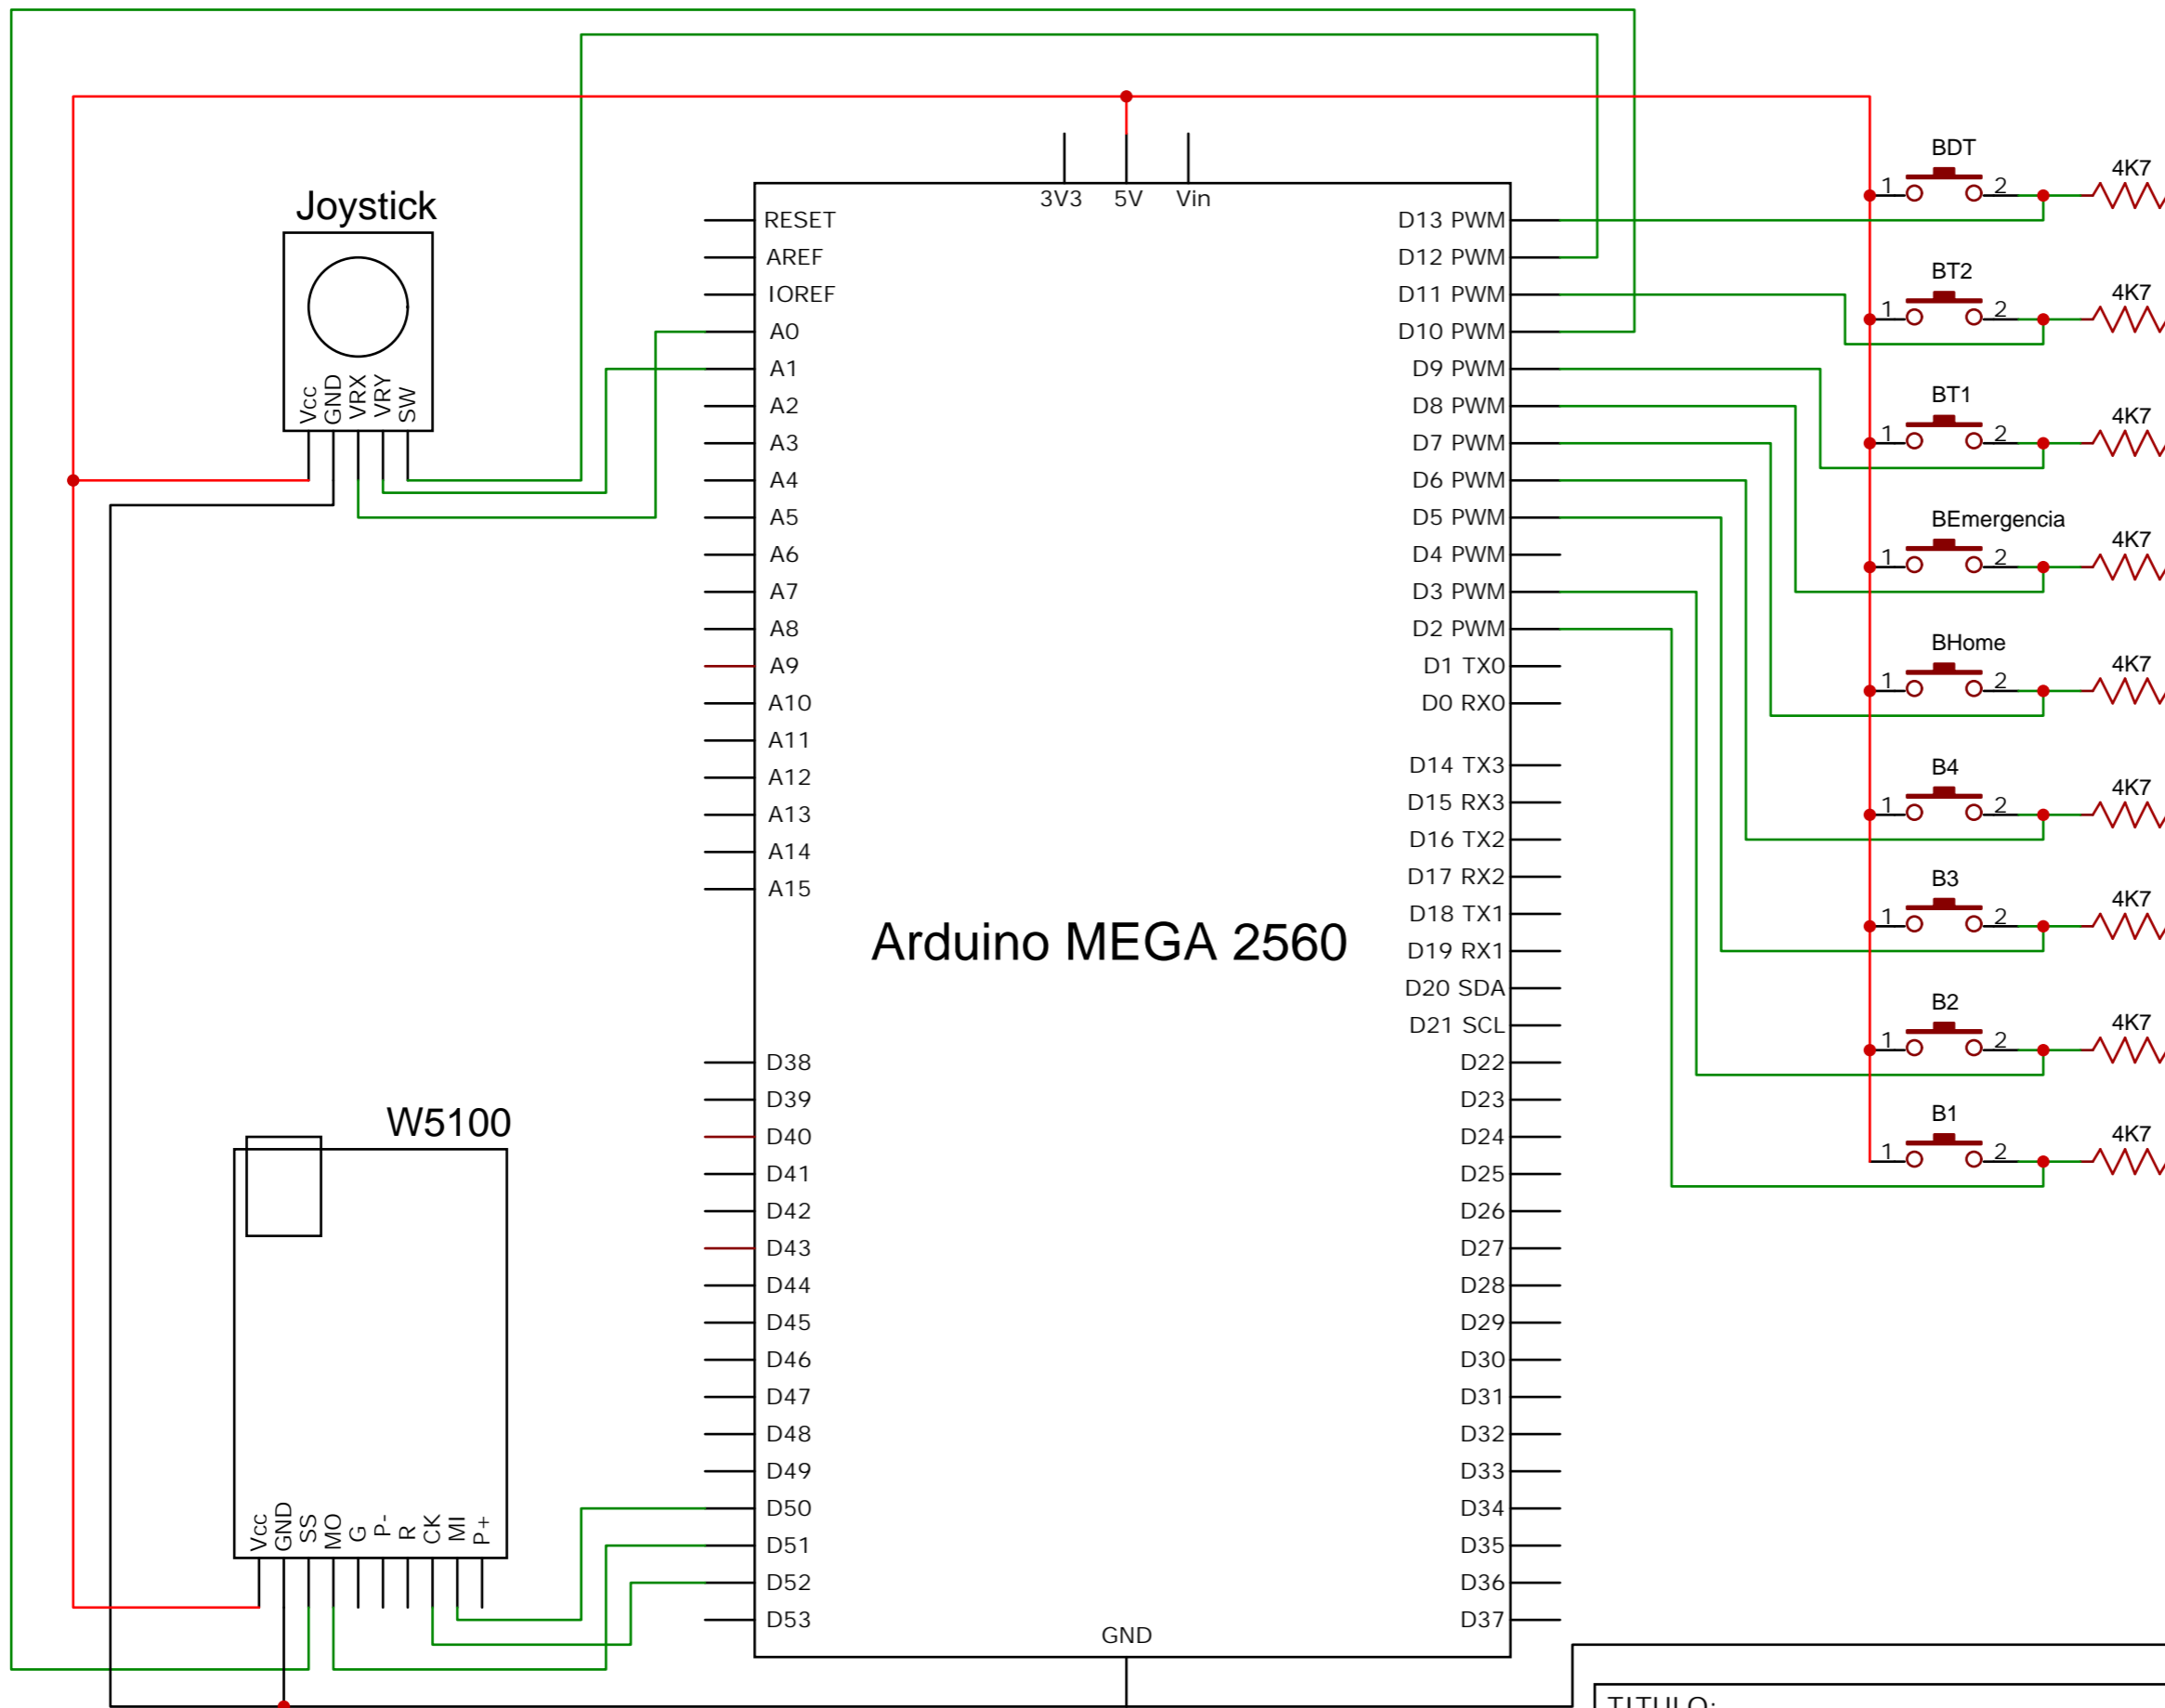 Joystick
Vcc
GND
VRX
VRY
SW
W5100
Vcc
GND
SS
MO
G
P-
R
CK
MI
P+
3V3 5V Vin
RESET
AREF
IOREF
A0
A1
A2
A3
A4
A5
A6
A7
A8
A9
A10
A11
A12
A13
A14
A15
Arduino MEGA 2560
D38
D39
D40
D41
D42
D43
D44
D45
D46
D47
D48
D49
D50
D51
D52
D53
GND
D13 PWM
D12 PWM
D11 PWM
D10 PWM
D9 PWM
D8 PWM
D7 PWM
D6 PWM
D5 PWM
D4 PWM
D3 PWM
D2 PWM
D1 TX0
D0 RX0
D14 TX3
D15 RX3
D16 TX2
D17 RX2
D18 TX1
D19 RX1
D20 SDA
D21 SCL
D22
D23
D24
D25
D26
D27
D28
D29
D30
D31
D32
D33
D34
D35
D36
D37
BDT
1 2 4K7
BT2
1 2 4K7
BT1
1 2 4K7
BEmergencia
1 2 4K7
BHome
1 2 4K7
B4
1 2 4K7
B3
1 2 4K7
B2
1 2 4K7
B1
1 2 4K7
TITULO: